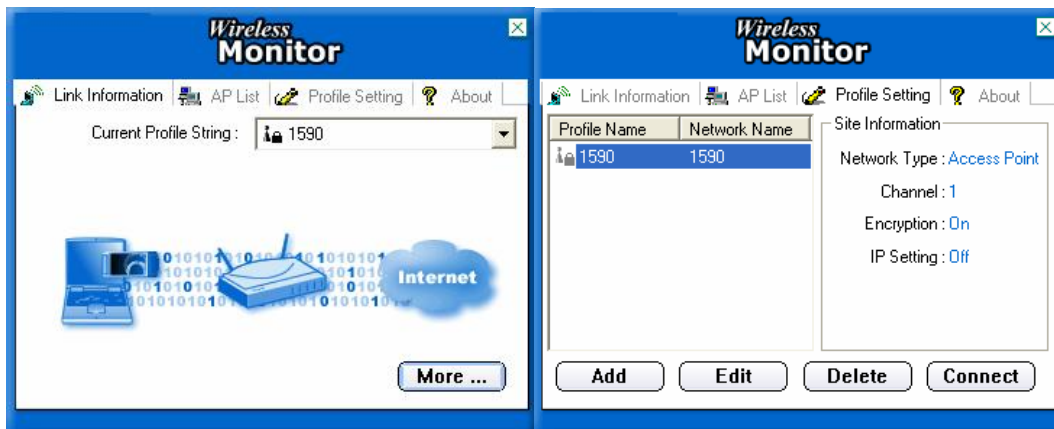 Wireless
Monitor
Link Information AP List Profile Setting ? About
Current Profile String : 1590
010101010101010101
Internet
More ...
Wireless
Monitor
Link Information AP List Profile Setting ? About
Profile Name Network Name
1590 1590
Site Information
Network Type : Access Point
Channel : 1
Encryption : On
IP Setting : Off
Add Edit Delete Connect